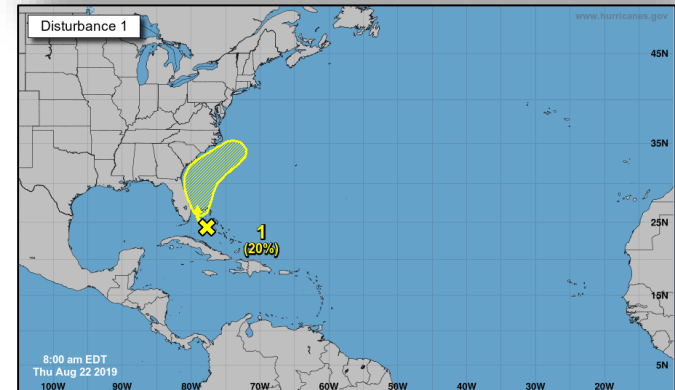 Disturbance 1
www.hurricanes.gov
45N
35N
1
(20%)
25N
15N
8:00 am EDT
Thu Aug 22 2019
5N
100W 90W 80W 70W 60W 50W 40W 30W 20W